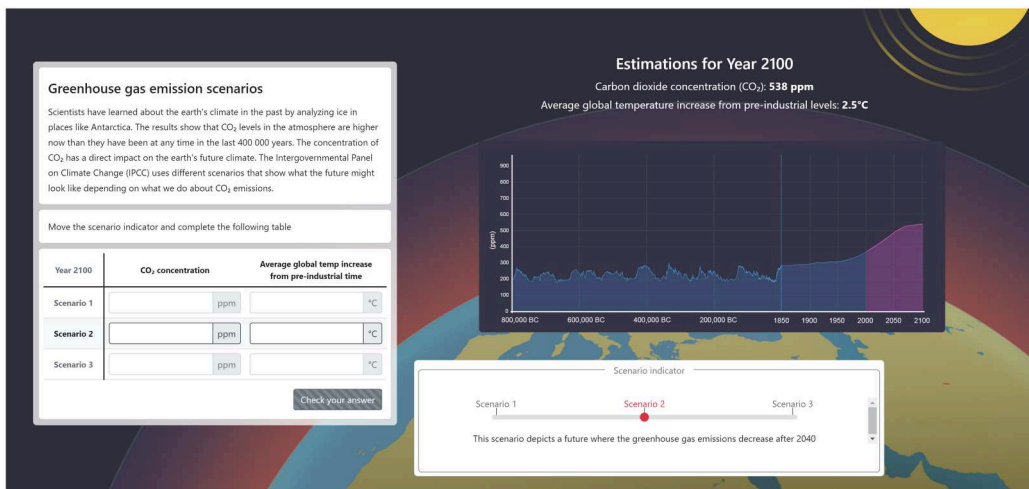 Greenhouse gas emission scenarios
Scientists have learned about the earth's climate in the past by analyzing ice in
places like Antarctica. The results show that CO₂ levels in the atmosphere are higher
now than they have been at any time in the last 400 000 years. The concentration of
CO₂ has a direct impact on the earth's future climate. The Intergovernmental Panel
on Climate Change (IPCC) uses different scenarios that show what the future might
look like depending on what we do about CO₂ emissions.
Move the scenario indicator and complete the following table
Year 2100 CO₂ concentration Average global temp increase
from pre-industrial time
Scenario 1 ppm °C
Scenario 2 ppm °C
Scenario 3 ppm °C
Check your answer
Estimations for Year 2100
Carbon dioxide concentration (CO₂): 538 ppm
Average global temperature increase from pre-industrial levels: 2.5°C
900
800
700
600
500
400
300
200
100
0
(ppm)
800,000 BC 600,000 BC 400,000 BC 200,000 BC 1850 1900 1950 2000 2050 2100
Scenario indicator
Scenario 1 Scenario 2 Scenario 3
This scenario depicts a future where the greenhouse gas emissions decrease after 2040